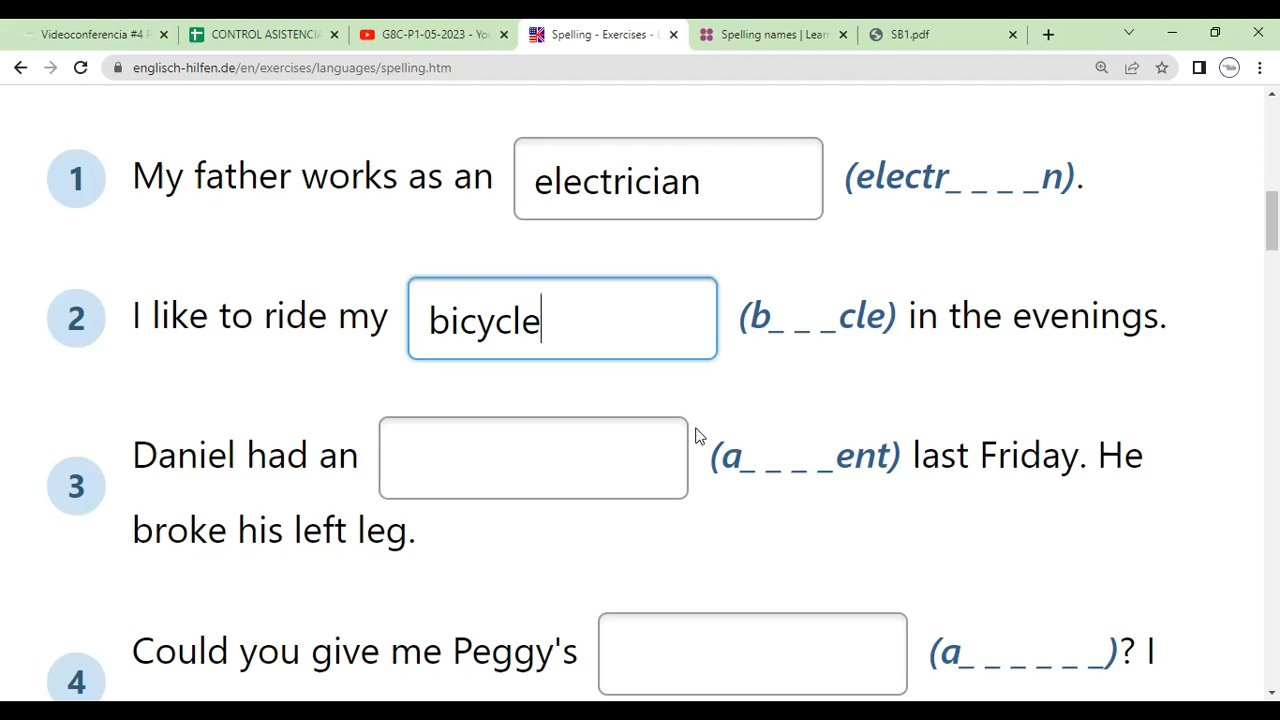 Videoconferencia #4 P
CONTROL ASISTENCIA
G8C-P1-05-2023 - You
Spelling - Exercises - L
Spelling names | Lear
SB1.pdf
englisch-hilfen.de/en/exercises/languages/spelling.htm
1 My father works as an electrician (electr_ _ _ _n).
2 I like to ride my bicycle (b_ _ _cle) in the evenings.
3 Daniel had an (a_ _ _ _ent) last Friday. He
broke his left leg.
4 Could you give me Peggy's (a_ _ _ _ _ _)? I